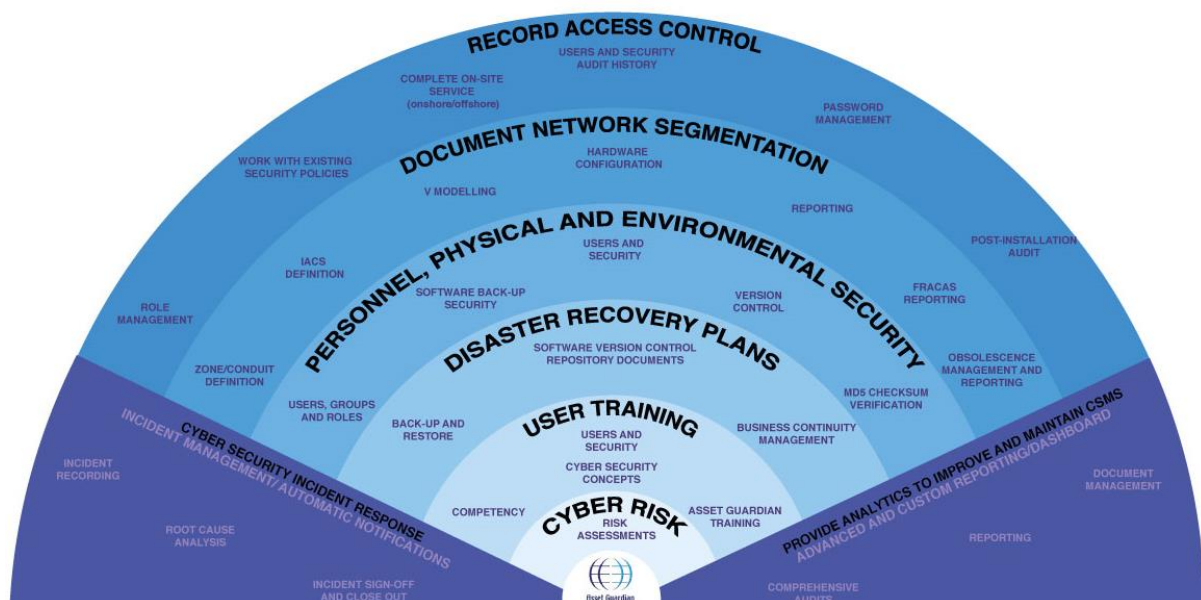 RECORD ACCESS CONTROL
USERS AND SECURITY
AUDIT HISTORY
COMPLETE ON-SITE
SERVICE
(onshore/offshore)
PASSWORD
MANAGEMENT
WORK WITH EXISTING
SECURITY POLICIES
POST-INSTALLATION
AUDIT
ROLE
MANAGEMENT
DOCUMENT NETWORK SEGMENTATION
HARDWARE
CONFIGURATION
V MODELLING
REPORTING
IACS
DEFINITION
FRACAS
REPORTING
ZONE/CONDUIT
DEFINITION
OBSOLESCENCE
MANAGEMENT AND
REPORTING
PERSONNEL, PHYSICAL AND ENVIRONMENTAL SECURITY
USERS AND
SECURITY
SOFTWARE BACK-UP
SECURITY
VERSION
CONTROL
USERS, GROUPS
AND ROLES
MD5 CHECKSUM
VERIFICATION
DISASTER RECOVERY PLANS
SOFTWARE VERSION CONTROL
REPOSITORY DOCUMENTS
BACK-UP AND
RESTORE
BUSINESS CONTINUITY
MANAGEMENT
USER TRAINING
USERS AND
SECURITY
CYBER SECURITY
CONCEPTS
COMPETENCY
ASSET GUARDIAN
TRAINING
CYBER RISK
RISK
ASSESSMENTS
Asset Guardian
CYBER SECURITY INCIDENT RESPONSE
INCIDENT MANAGEMENT/ AUTOMATIC NOTIFICATIONS
INCIDENT
RECORDING
ROOT CAUSE
ANALYSIS
INCIDENT SIGN-OFF
AND CLOSE OUT
PROVIDE ANALYTICS TO IMPROVE AND MAINTAIN CSMS
ADVANCED AND CUSTOM REPORTING/DASHBOARD
DOCUMENT
MANAGEMENT
REPORTING
COMPREHENSIVE
AUDITS